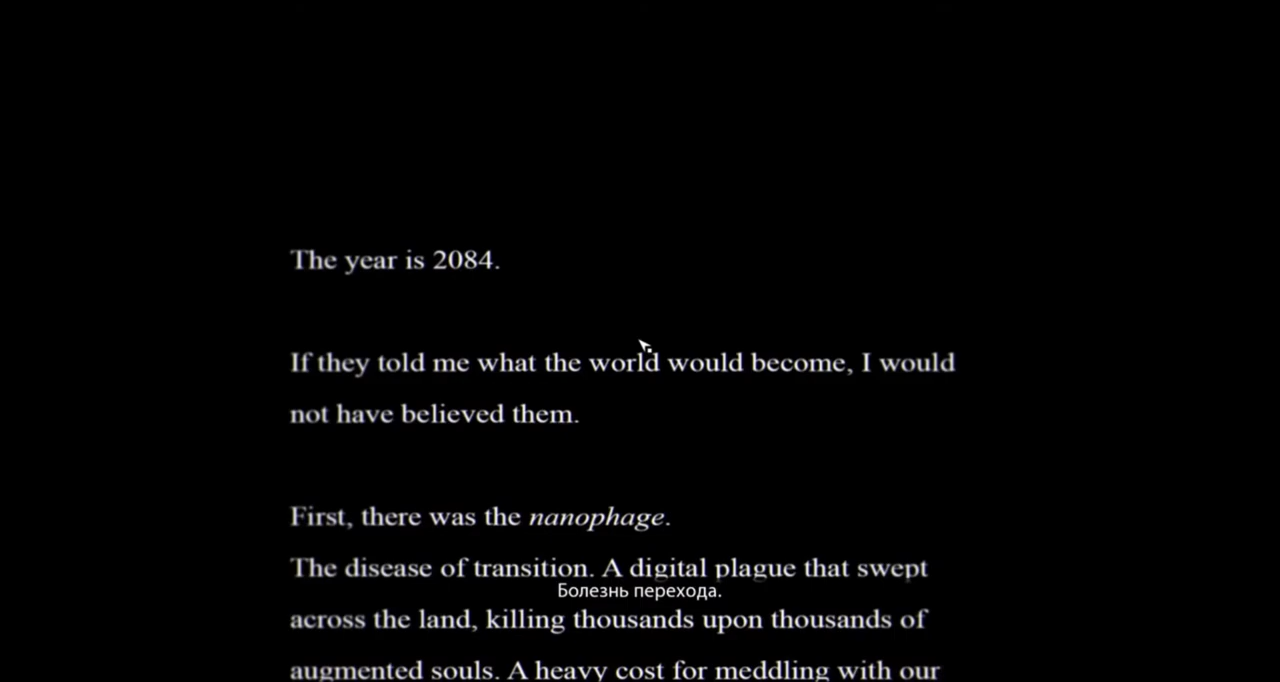 The year is 2084.
If they told me what the world would become, I would
not have believed them.
First, there was the nanophage.
The disease of transition. A digital plague that swept
Болезнь перехода.
across the land, killing thousands upon thousands of
augmented souls. A heavy cost for meddling with our